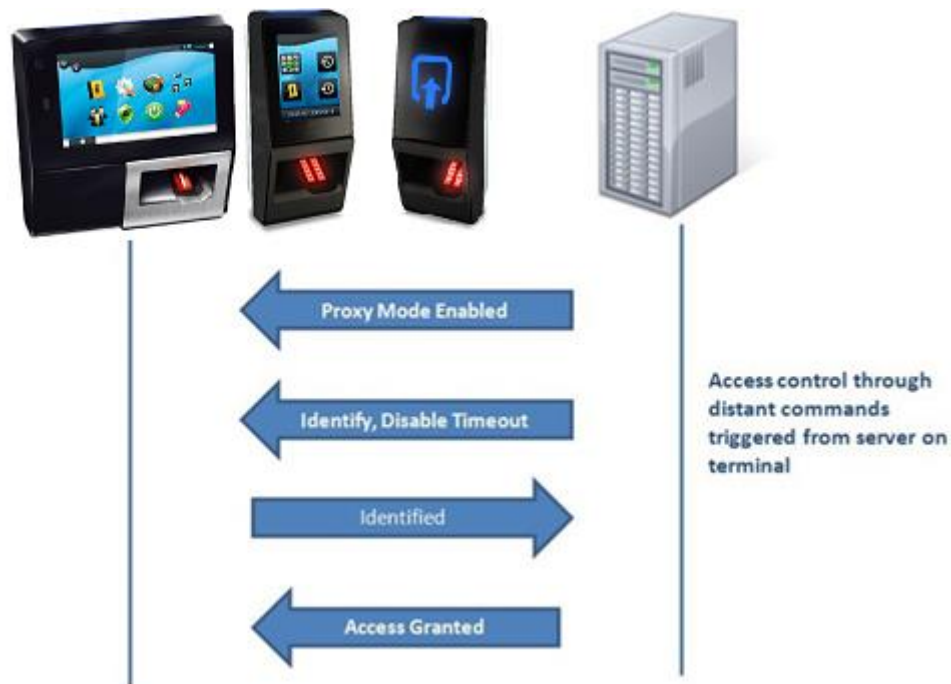 Proxy Mode Enabled
Identify, Disable Timeout
Identified
Access Granted
Access control through
distant commands
triggered from server on
terminal